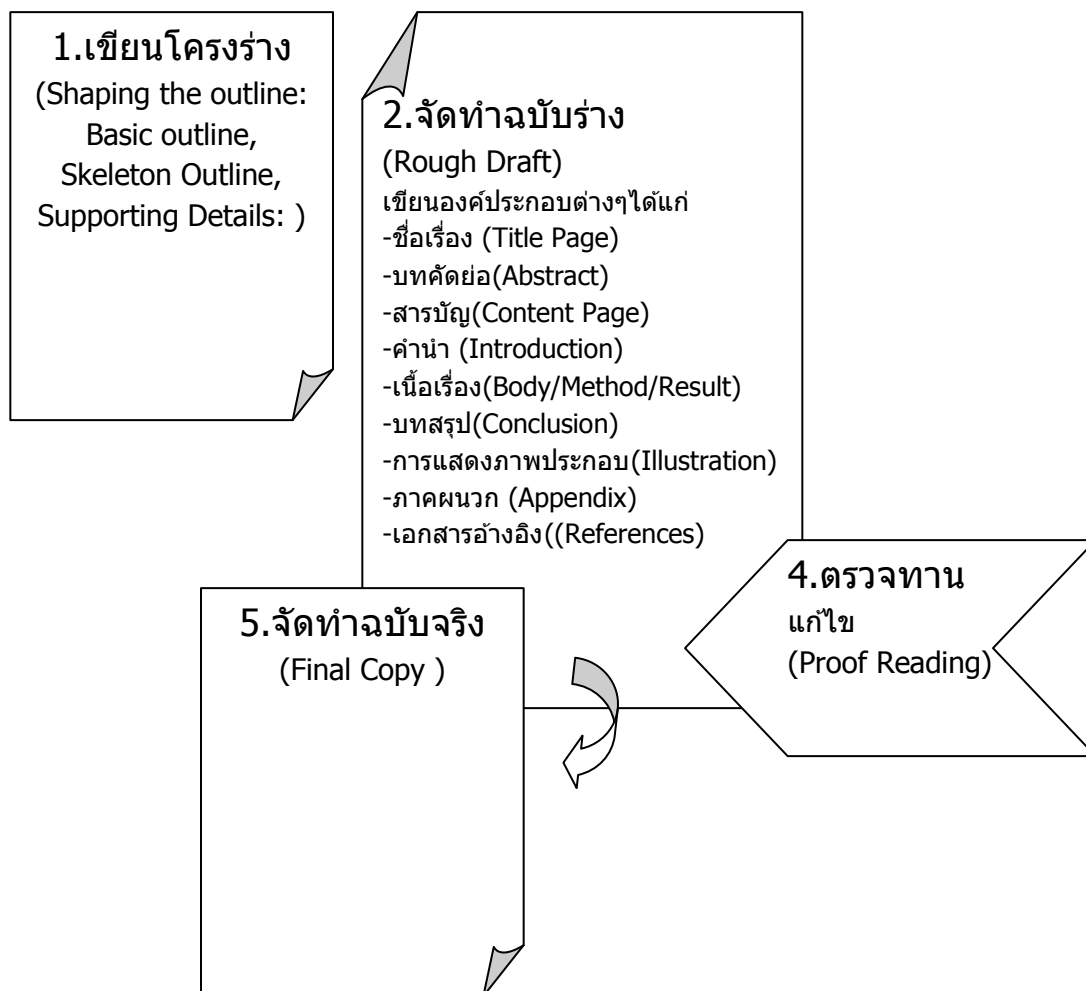 1.เขียนโครงร่าง
(Shaping the outline:
Basic outline,
Skeleton Outline,
Supporting Details: )
2.จัดทำฉบับร่าง
(Rough Draft)
เขียนองค์ประกอบต่างๆได้แก่
-ชื่อเรื่อง (Title Page)
-บทคัดย่อ(Abstract)
-สารบัญ(Content Page)
-คำนำ (Introduction)
-เนื้อเรื่อง(Body/Method/Result)
-บทสรุป(Conclusion)
-การแสดงภาพประกอบ(Illustration)
-ภาคผนวก (Appendix)
-เอกสารอ้างอิง((References)
4.ตรวจทาน
แก้ไข
(Proof Reading)
5.จัดทำฉบับจริง
(Final Copy )